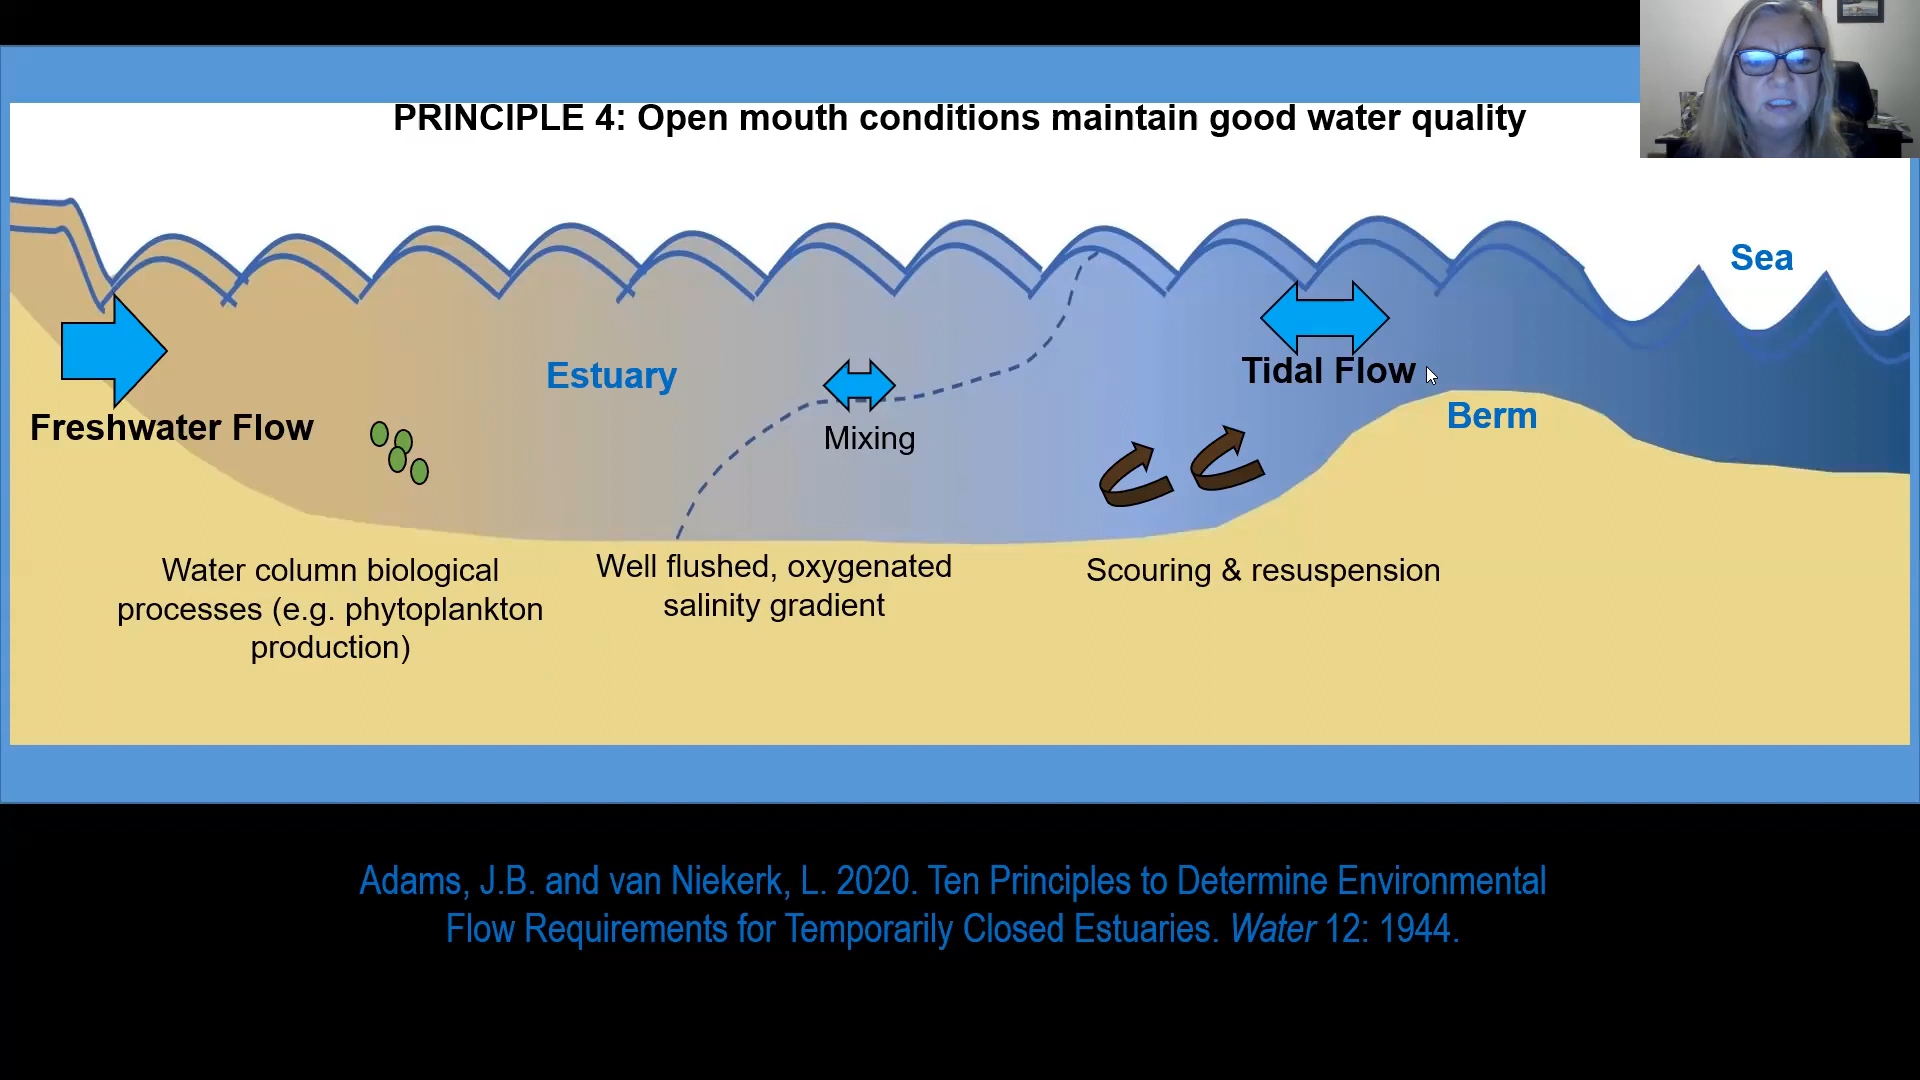 PRINCIPLE 4: Open mouth conditions maintain good water quality
Sea
Estuary
Tidal Flow
Berm
Freshwater Flow
Mixing
Water column biological
processes (e.g. phytoplankton
production)
Well flushed, oxygenated
salinity gradient
Scouring & resuspension
Adams, J.B. and van Niekerk, L. 2020. Ten Principles to Determine Environmental
Flow Requirements for Temporarily Closed Estuaries. Water 12: 1944.